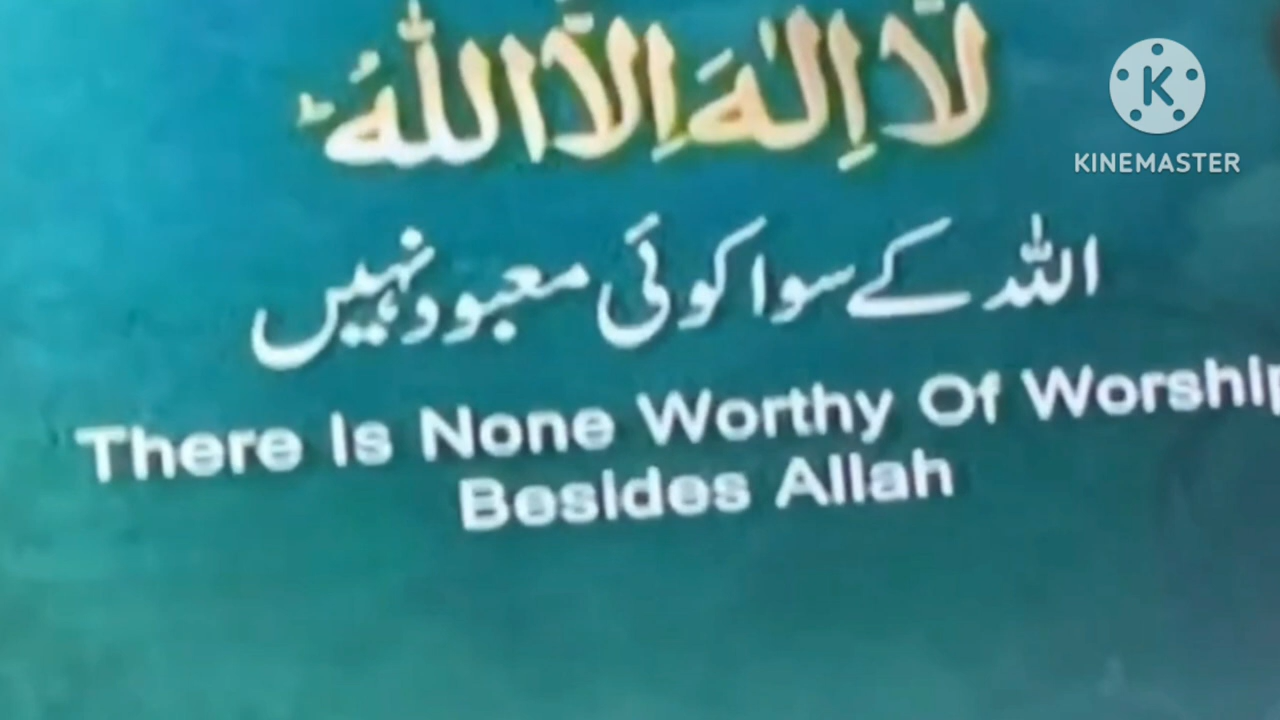 لَآ اِلٰهَ اِلَّا اللّٰهُ ؕ
اللہ کے سوا کوئی معبود نہیں
There Is None Worthy Of Worship
Besides Allah
KINEMASTER